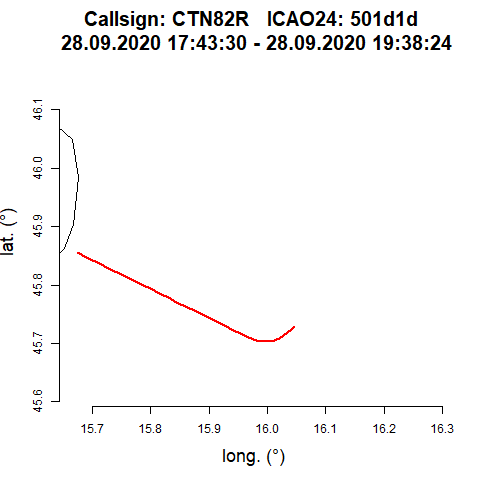 Callsign: CTN82R   ICAO24: 501d1d
28.09.2020 17:43:30 - 28.09.2020 19:38:24
46.1
46.0
45.9
45.8
45.7
45.6
lat. (°)
15.7 15.8 15.9 16.0 16.1 16.2 16.3
long. (°)